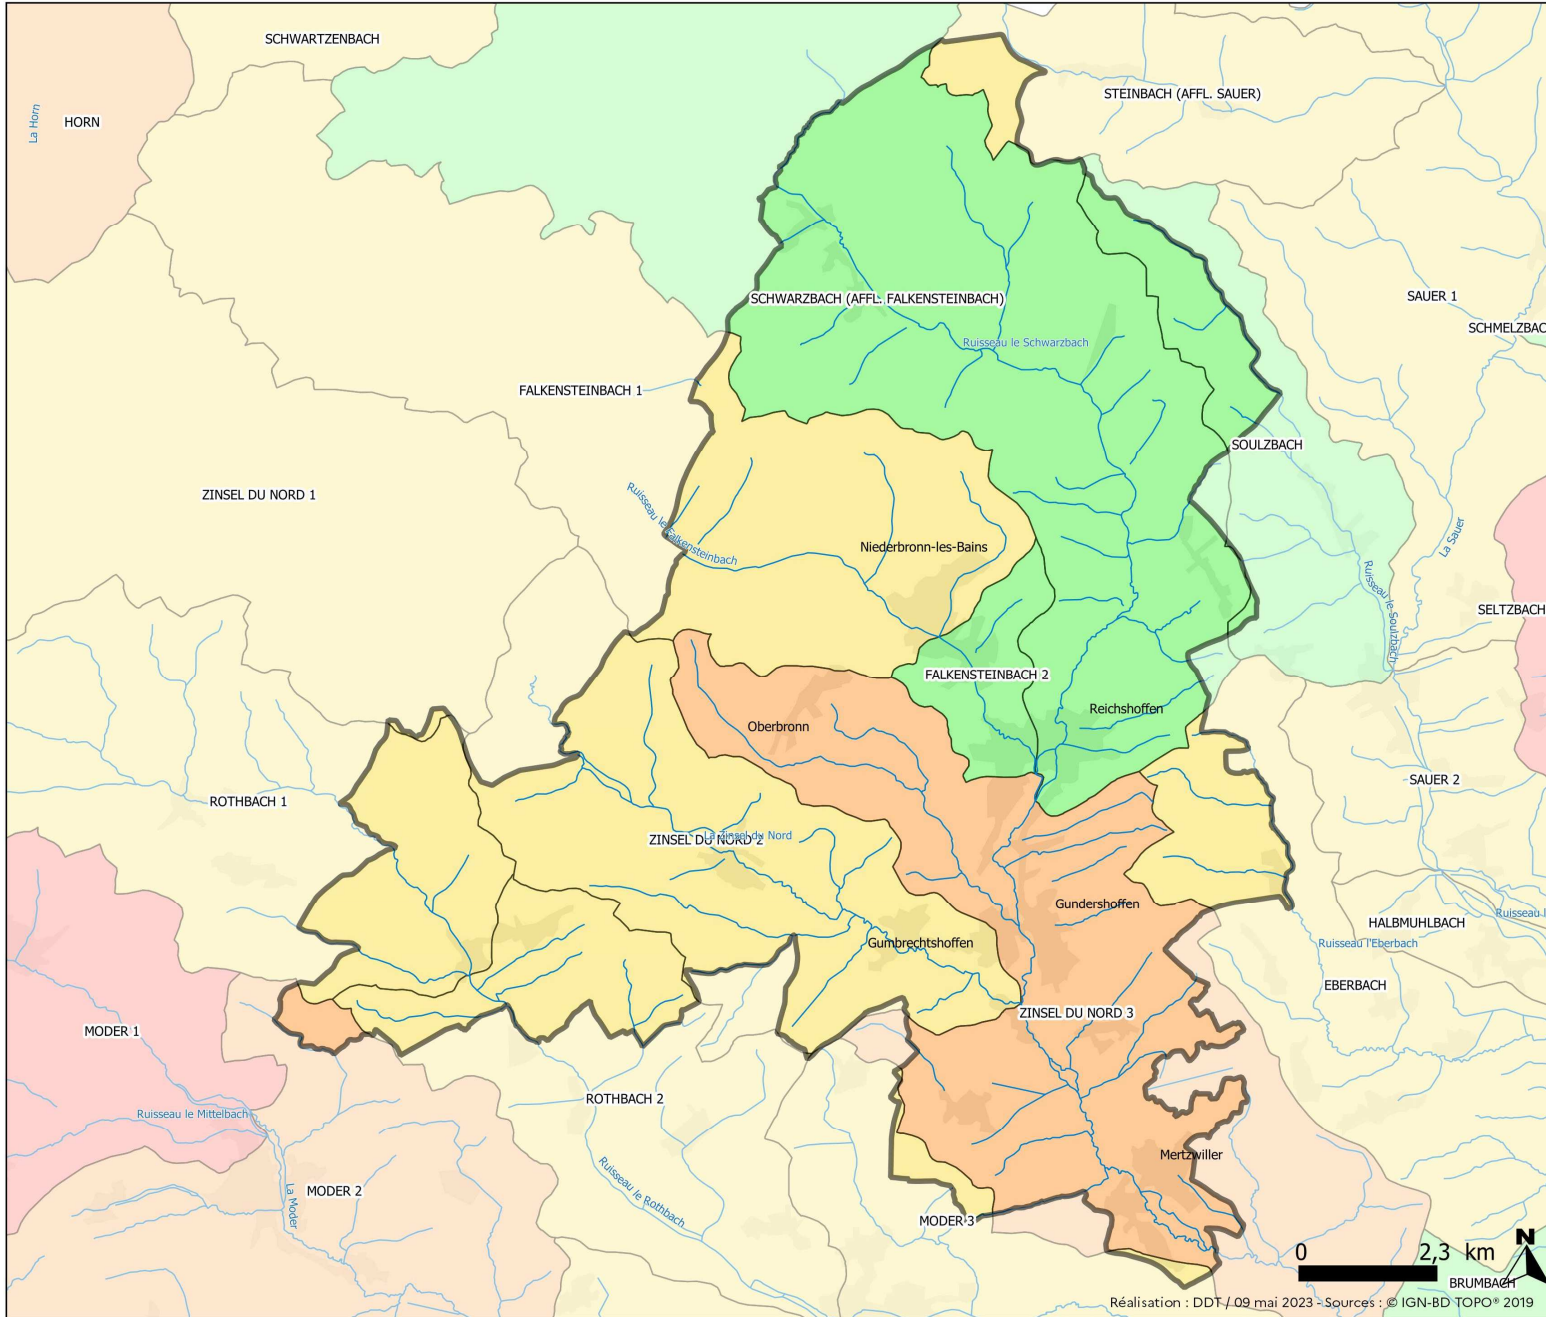 SCHWARTZENBACH
STEINBACH (AFFL. SAUER)
La Horn
HORN
SAUER 1
SCHWARZBACH (AFFL. FALKENSTEINBACH)
SCHMELZBAC
Ruisseau le Schwarzbach
FALKENSTEINBACH 1
SOULZBACH
ZINSEL DU NORD 1
Ruisseau le Falkensteinbach
La Sauer
Niederbronn-les-Bains
Ruisseau le Soulzbach
SELTZBACH
FALKENSTEINBACH 2
Reichshoffen
Oberbronn
SAUER 2
ROTHBACH 1
La Zinsel du Nord
ZINSEL DU NORD 2
Gundershoffen
Ruisseau l
HALBMUHLBACH
Gumbrechtshoffen
Ruisseau l'Eberbach
EBERBACH
ZINSEL DU NORD 3
MODER 1
ROTHBACH 2
Ruisseau le Mittelbach
Mertzwiller
MODER 2
Ruisseau le Rothbach
La Moder
MODER 3
N
0 2,3 km
BRUMBACH
Réalisation : DDT / 09 mai 2023 - Sources : © IGN-BD TOPO® 2019